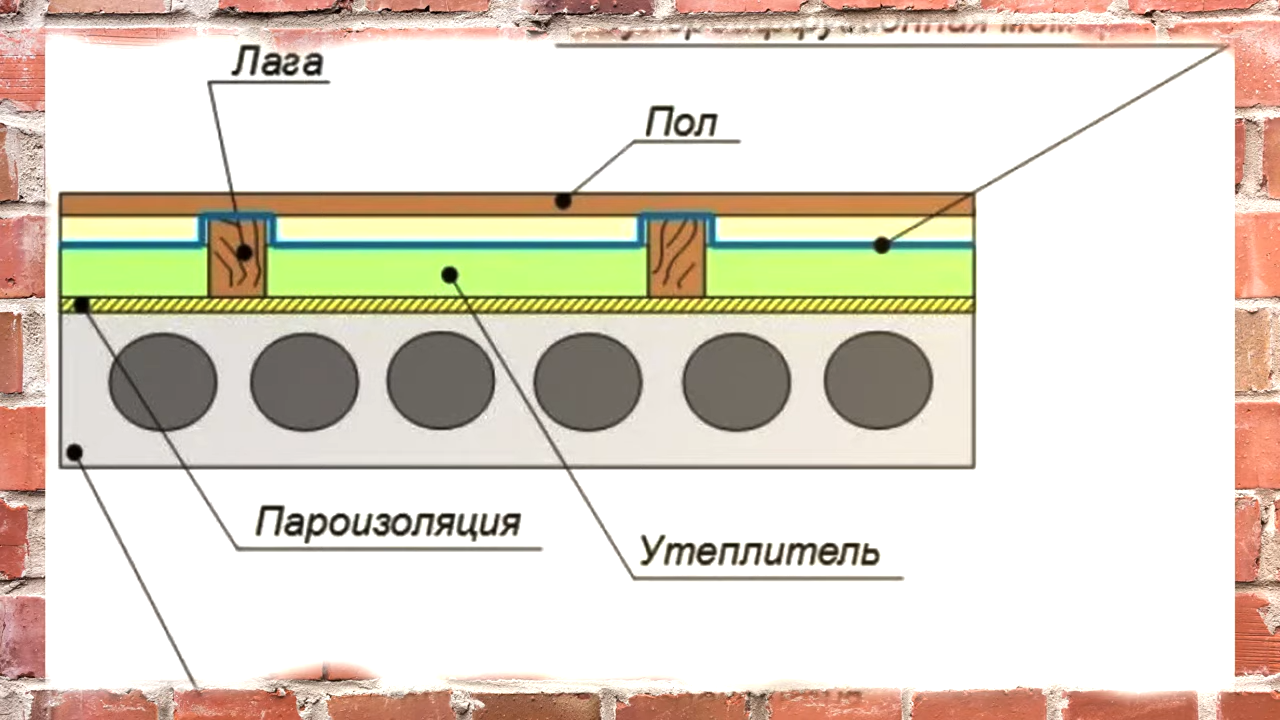 Лага
Пол
Пароизоляция
Утеплитель